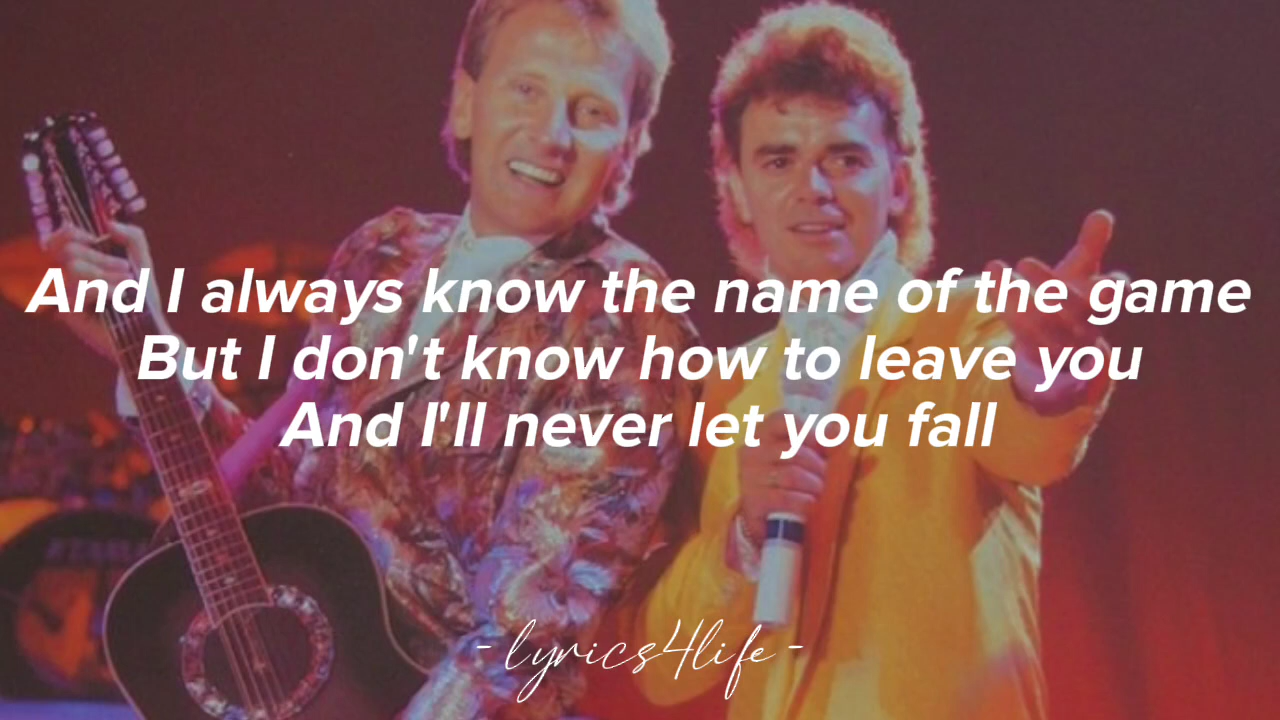 And I always know the name of the game
But I don't know how to leave you
And I'll never let you fall
- lyrics4life -